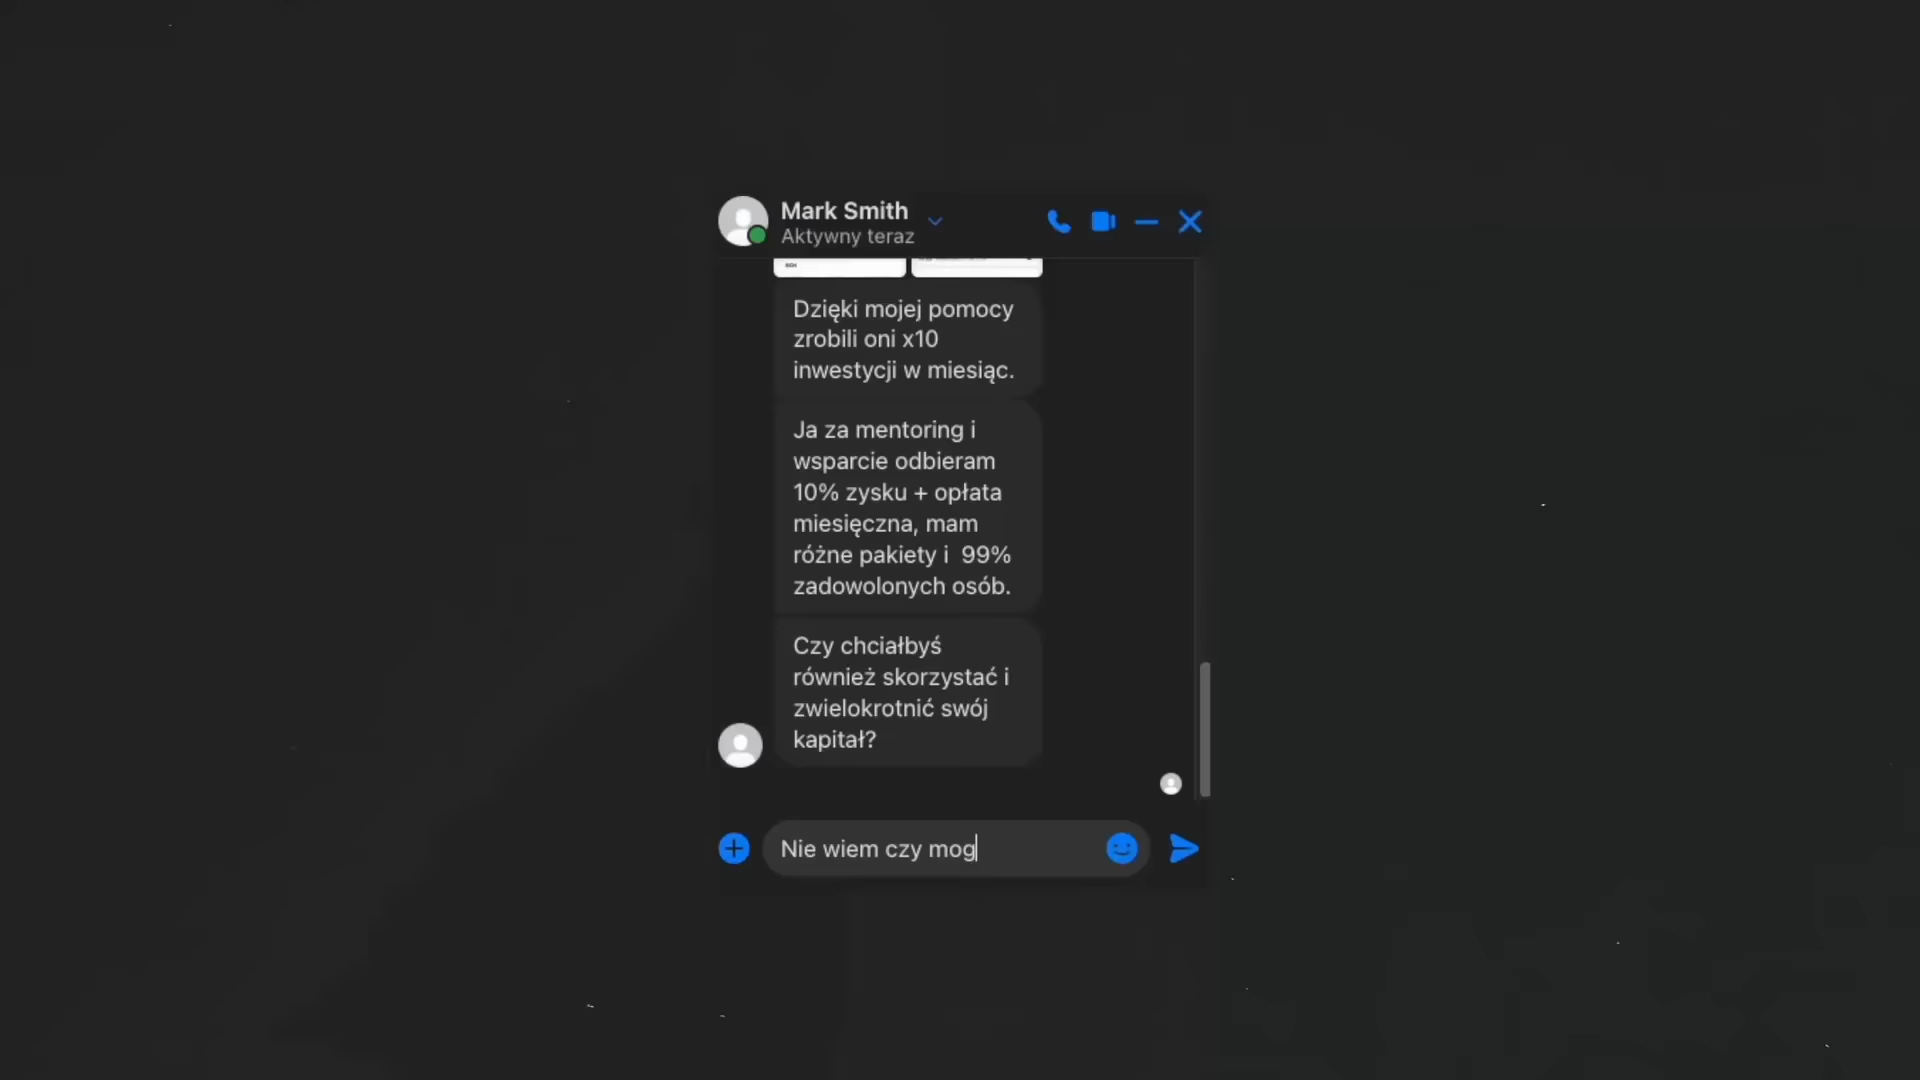 Mark Smith
Aktywny teraz
Dzięki mojej pomocy
zrobili oni x10
inwestycji w miesiąc.
Ja za mentoring i
wsparcie odbieram
10% zysku + opłata
miesięczna, mam
różne pakiety i  99%
zadowolonych osób.
Czy chciałbyś
również skorzystać i
zwielokrotnić swój
kapitał?
Nie wiem czy mog